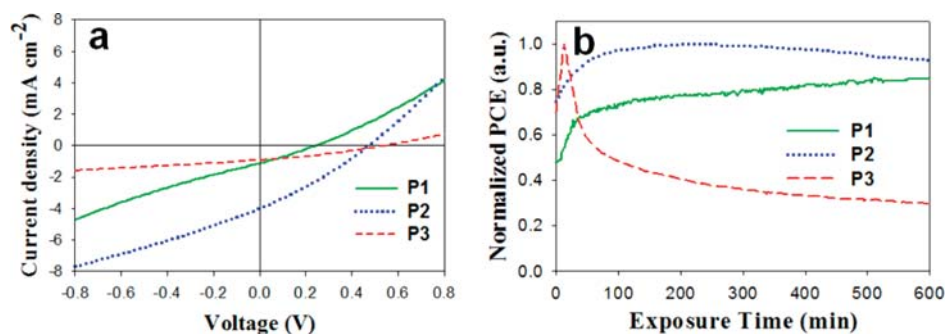 a
Current density (mA cm-2)
8
6
4
2
0
-2
-4
-6
-8
P1
P2
P3
-0.8 -0.6 -0.4 -0.2 0.0 0.2 0.4 0.6 0.8
Voltage (V)
b
Normalized PCE (a.u.)
1.0
0.8
0.6
0.4
0.2
0.0
P1
P2
P3
0 100 200 300 400 500 600
Exposure Time (min)